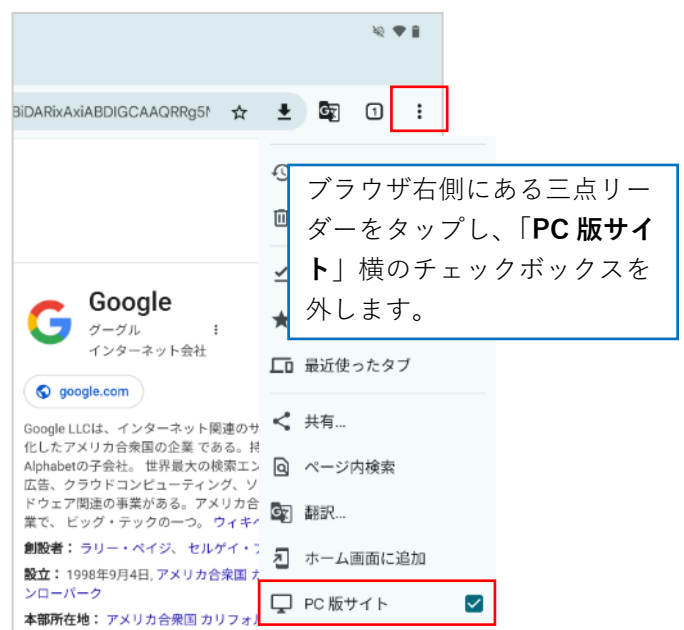 BiDARixAxiABDIGCAAQRRg5
1
ブラウザ右側にある三点リー
ダーをタップし、「PC 版サイ
ト」横のチェックボックスを
外します。
Google
グーグル
インターネット会社
google.com
Google LLCは、インターネット関連のサ
化したアメリカ合衆国の企業 である。持
Alphabetの子会社。 世界最大の検索エン
広告、クラウドコンピューティング、ソ
ドウェア関連の事業がある。アメリカ合
業で、 ビッグ・テックの一つ。 ウィキ
創設者： ラリー・ペイジ、 セルゲイ・
設立： 1998年9月4日, アメリカ合衆国 カ
ンローパーク
本部所在地： アメリカ合衆国 カリフォ
最近使ったタブ
共有...
ページ内検索
翻訳...
ホーム画面に追加
PC 版サイト